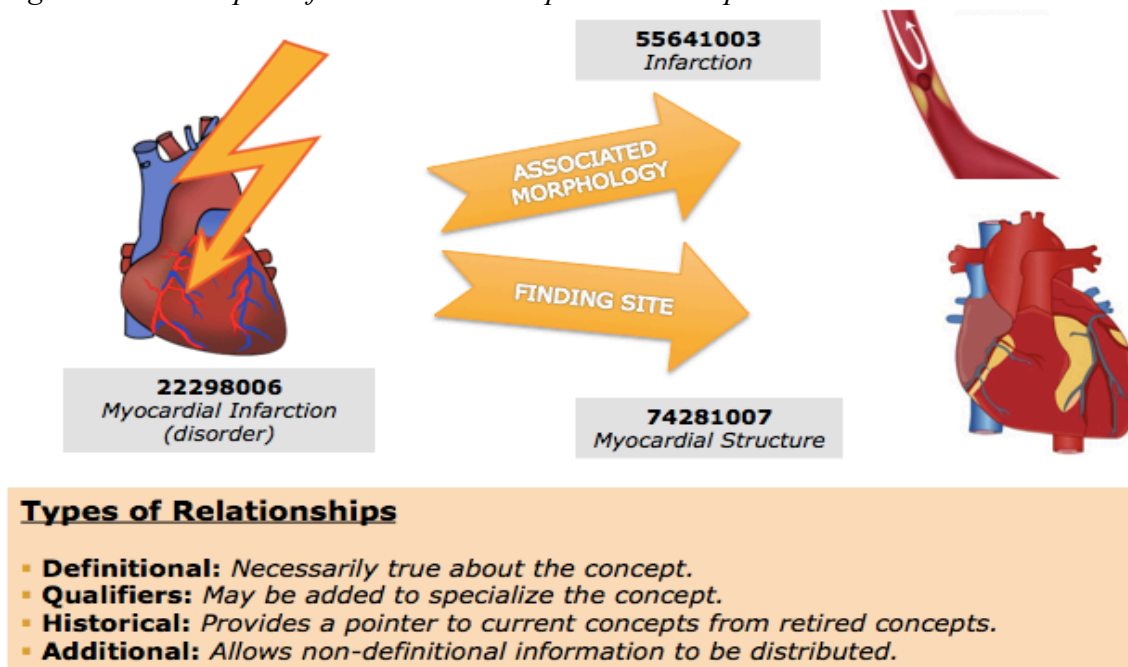 55641003
Infarction
ASSOCIATED
MORPHOLOGY
FINDING SITE
22298006
Myocardial Infarction
(disorder)
74281007
Myocardial Structure
Types of Relationships
▪ Definitional: Necessarily true about the concept.
▪ Qualifiers: May be added to specialize the concept.
▪ Historical: Provides a pointer to current concepts from retired concepts.
▪ Additional: Allows non-definitional information to be distributed.